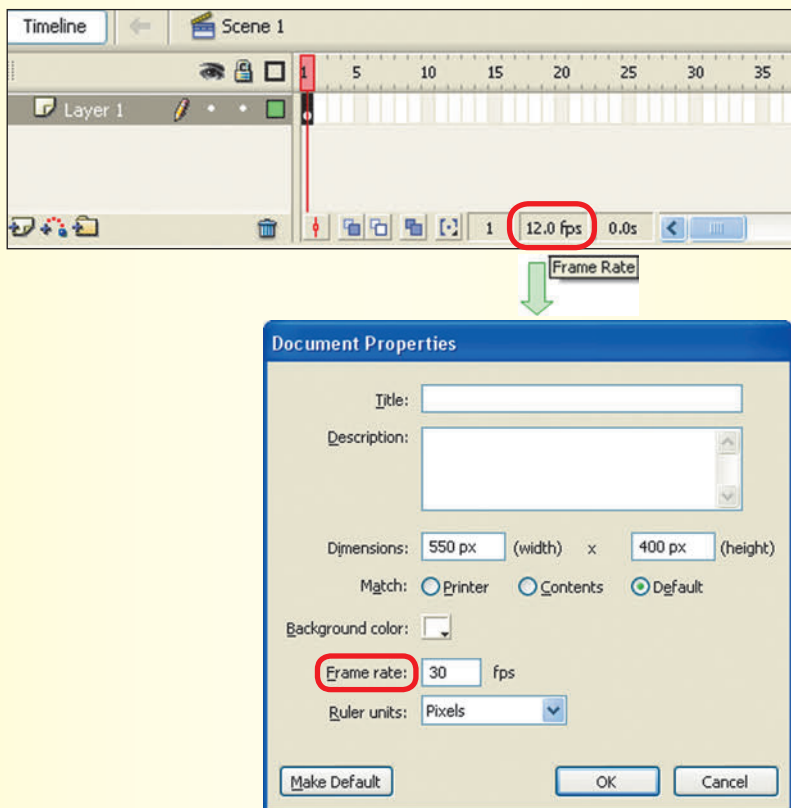 Timeline Scene 1
1 5 10 15 20 25 30 35
Layer 1
1 12.0 fps 0.0s
Frame Rate
Document Properties
Title:
Description:
Dimensions: 550 px (width) x 400 px (height)
Match: Printer Contents Default
Background color:
Frame rate: 30 fps
Ruler units: Pixels
Make Default OK Cancel